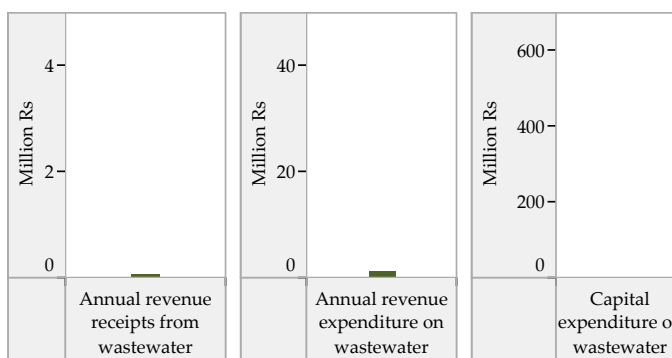 Million Rs
4
2
0
Annual revenue
receipts from
wastewater
Million Rs
40
20
0
Annual revenue
expenditure on
wastewater
Million Rs
600
400
200
0
Capital
expenditure o
wastewater